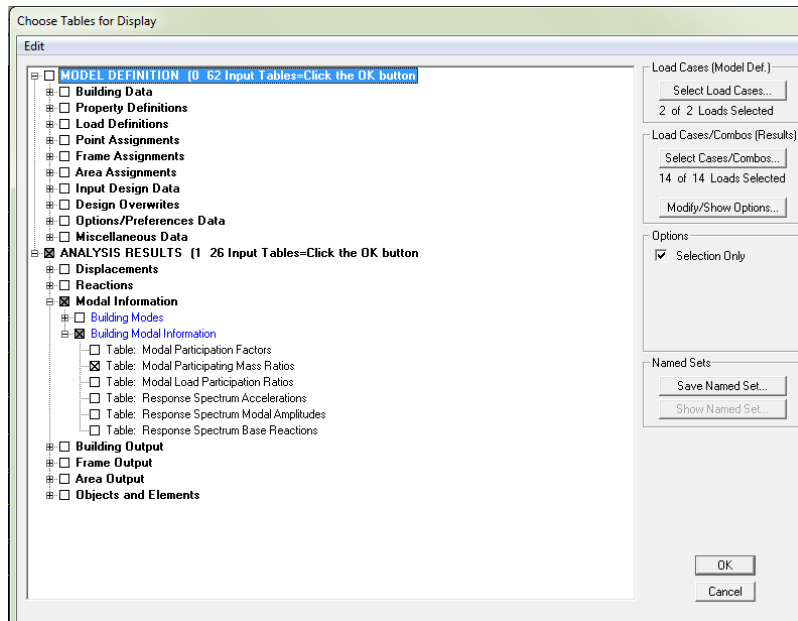 Choose Tables for Display
Edit
MODEL DEFINITION (0 62 Input Tables=Click the OK button
Building Data
Property Definitions
Load Definitions
Point Assignments
Frame Assignments
Area Assignments
Input Design Data
Design Overwrites
Options/Preferences Data
Miscellaneous Data
ANALYSIS RESULTS (1 26 Input Tables=Click the OK button
Displacements
Reactions
Modal Information
Building Modes
Building Modal Information
Table: Modal Participation Factors
Table: Modal Participating Mass Ratios
Table: Modal Load Participation Ratios
Table: Response Spectrum Accelerations
Table: Response Spectrum Modal Amplitudes
Table: Response Spectrum Base Reactions
Building Output
Frame Output
Area Output
Objects and Elements
Load Cases (Model Def.)
Select Load Cases...
2 of 2 Loads Selected
Load Cases/Combos (Results)
Select Cases/Combos...
14 of 14 Loads Selected
Modify/Show Options...
Options
Selection Only
Named Sets
Save Named Set...
Show Named Set...
OK
Cancel